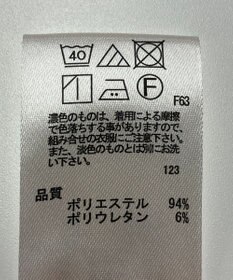 40
F
F63
濃色のものは、着用による摩擦
で色落ちする事がありますので、
組み合せの衣服にご注意下さい。
また、淡色のものとは別にお洗
い下さい。
123
品質
ポリエステル 94%
ポリウレタン 6%